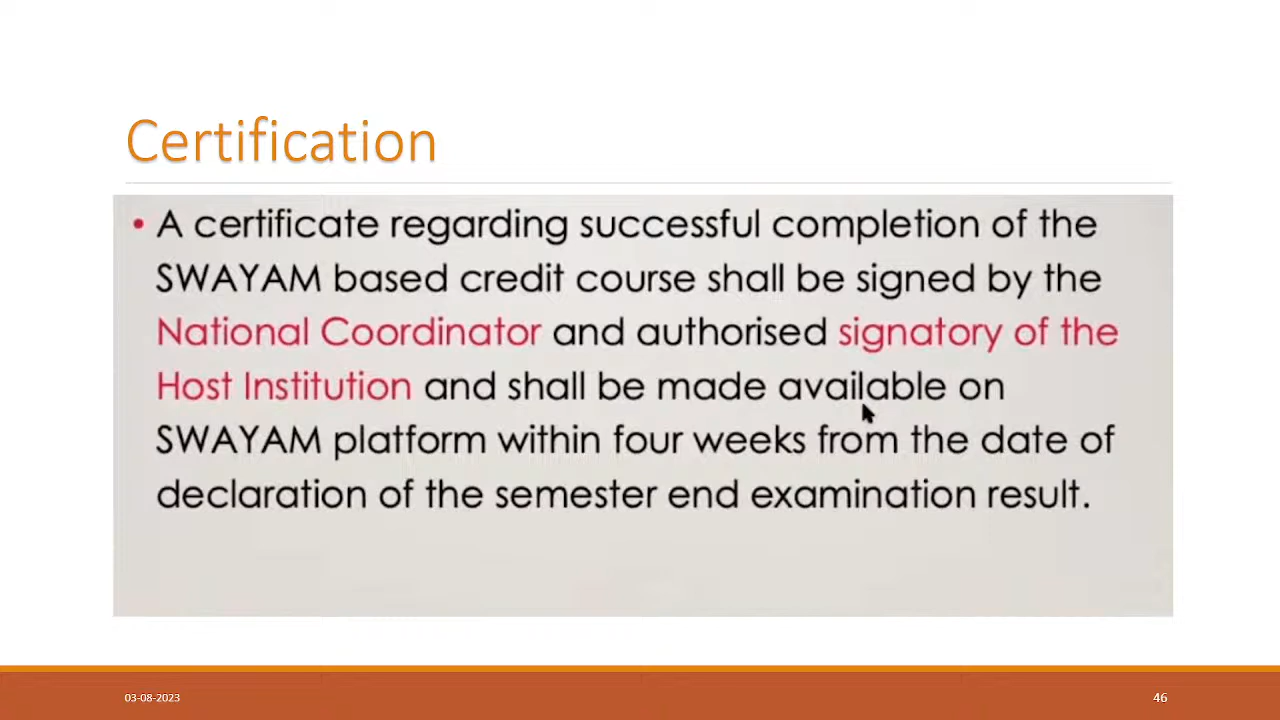 Certification
• A certificate regarding successful completion of the
SWAYAM based credit course shall be signed by the
National Coordinator and authorised signatory of the
Host Institution and shall be made available on
SWAYAM platform within four weeks from the date of
declaration of the semester end examination result.
03-08-2023
46